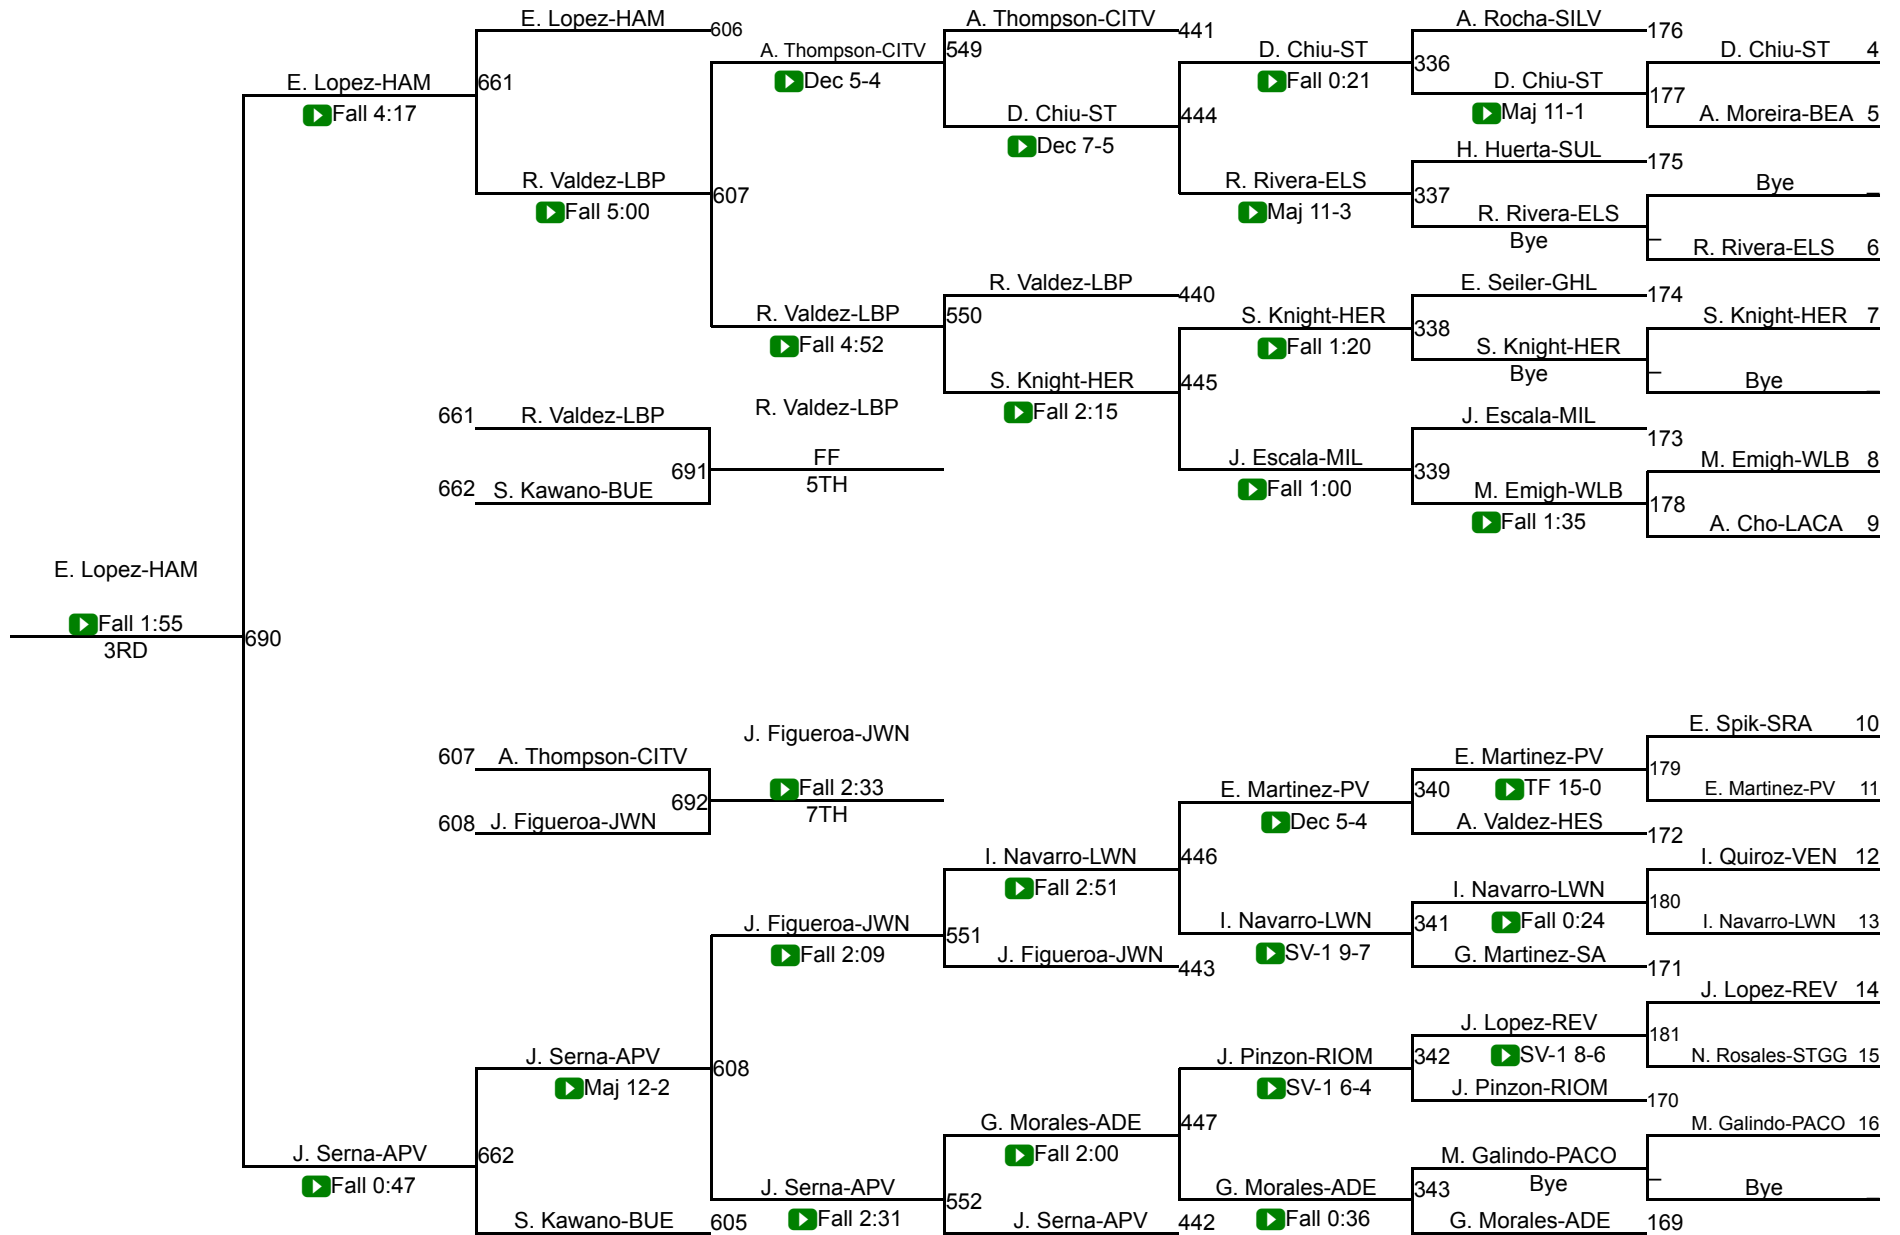 E. Lopez-HAM
606
A. Thompson-CITV
441
A. Rocha-SILV
176
A. Thompson-CITV
549
D. Chiu-ST
336
D. Chiu-ST 4
E. Lopez-HAM
661
Dec 5-4
Fall 0:21
D. Chiu-ST
177
Fall 4:17
D. Chiu-ST
444
Maj 11-1
A. Moreira-BEA 5
Dec 7-5
H. Huerta-SUL
175
R. Valdez-LBP
607
R. Rivera-ELS
337
Bye _
Fall 5:00
Maj 11-3
R. Rivera-ELS
_
Bye
R. Rivera-ELS 6
R. Valdez-LBP
440
E. Seiler-GHL
174
R. Valdez-LBP
550
S. Knight-HER
338
S. Knight-HER 7
Fall 4:52
Fall 1:20
S. Knight-HER
_
S. Knight-HER
445
Bye
Bye _
661
R. Valdez-LBP
R. Valdez-LBP
Fall 2:15
J. Escala-MIL
173
691
FF
J. Escala-MIL
339
M. Emigh-WLB 8
662
S. Kawano-BUE
5TH
Fall 1:00
M. Emigh-WLB
178
Fall 1:35
A. Cho-LACA 9
E. Lopez-HAM
Fall 1:55
690
3RD
J. Figueroa-JWN
E. Spik-SRA 10
607
A. Thompson-CITV
E. Martinez-PV
179
692
Fall 2:33
E. Martinez-PV
340
TF 15-0
E. Martinez-PV 11
608
J. Figueroa-JWN
7TH
Dec 5-4
A. Valdez-HES
172
I. Navarro-LWN
446
I. Quiroz-VEN 12
Fall 2:51
I. Navarro-LWN
180
J. Figueroa-JWN
551
I. Navarro-LWN
341
Fall 0:24
I. Navarro-LWN 13
Fall 2:09
J. Figueroa-JWN
443
SV-1 9-7
G. Martinez-SA
171
J. Lopez-REV 14
J. Lopez-REV
181
J. Serna-APV
608
J. Pinzon-RIOM
342
SV-1 8-6
N. Rosales-STGG 15
Maj 12-2
SV-1 6-4
J. Pinzon-RIOM
170
G. Morales-ADE
447
M. Galindo-PACO 16
J. Serna-APV
662
Fall 2:00
M. Galindo-PACO
_
Fall 0:47
J. Serna-APV
552
G. Morales-ADE
343
Bye
Bye _
S. Kawano-BUE
605
Fall 2:31
J. Serna-APV
442
Fall 0:36
G. Morales-ADE
169